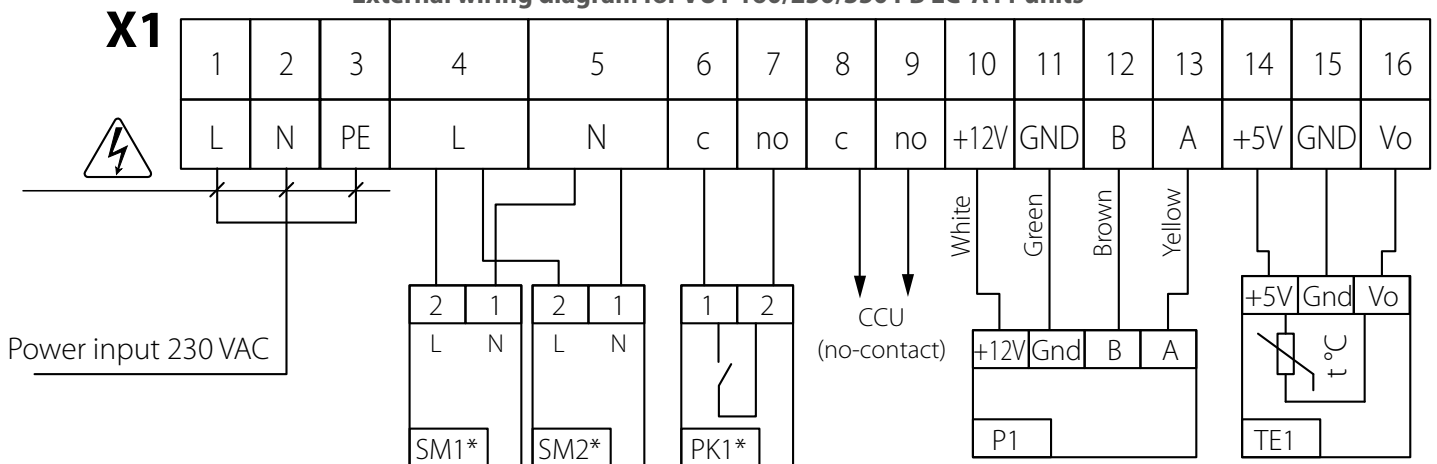 X1
1 2 3 4 5 6 7 8 9 10 11 12 13 14 15 16
L N PE L N c no c no +12V GND B A +5V GND Vo
White Green Brown Yellow
2 1 2 1 1 2
L N L N
CCU
(no-contact)
+5V Gnd Vo
t °C
Power input 230 VAC
+12V Gnd B A
SM1* SM2* PK1* P1 TE1